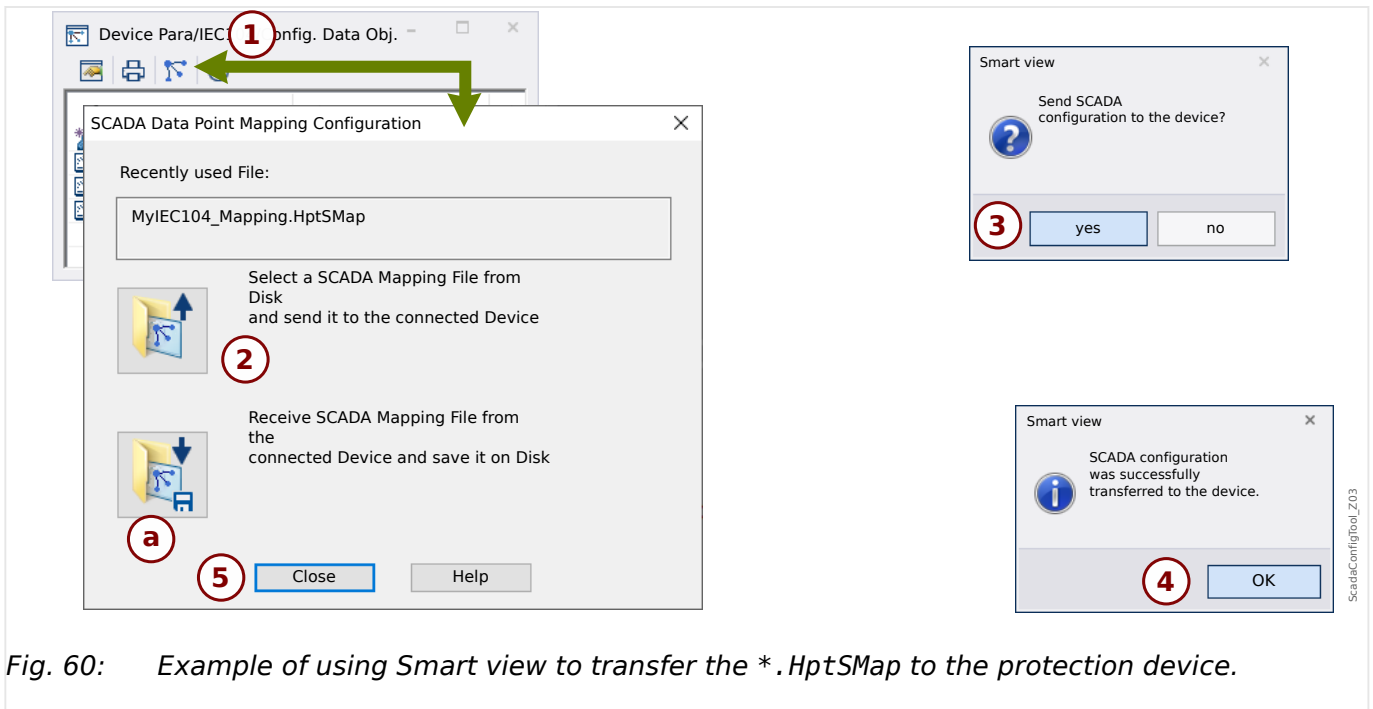 Device Para/IEC1
1
onfig. Data Obj.
SCADA Data Point Mapping Configuration
Recently used File:
MyIEC104_Mapping.HptSMap
Select a SCADA Mapping File from
Disk
and send it to the connected Device
2
Receive SCADA Mapping File from
the
connected Device and save it on Disk
a
5
Close
Help
Smart view
Send SCADA
configuration to the device?
3
yes
no
Smart view
SCADA configuration
was successfully
transferred to the device.
4
OK
ScadaConfigTool_Z03
Fig. 60: Example of using Smart view to transfer the *.HptSMap to the protection device.